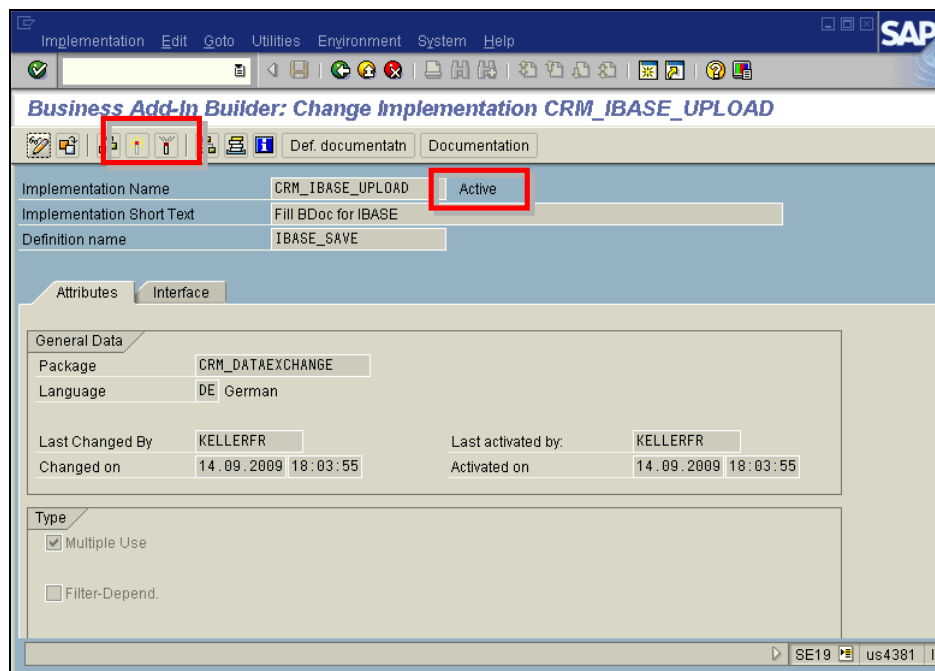 Implementation Edit Goto Utilities Environment System Help
SAP
Business Add-In Builder: Change Implementation CRM_IBASE_UPLOAD
Def. documentatn Documentation
Implementation Name CRM_IBASE_UPLOAD Active
Implementation Short Text Fill BDoc for IBASE
Definition name IBASE_SAVE
Attributes Interface
General Data
Package CRM_DATAEXCHANGE
Language DE German
Last Changed By KELLERFR Last activated by: KELLERFR
Changed on 14.09.2009 18:03:55 Activated on 14.09.2009 18:03:55
Type
Multiple Use
Filter-Depend.
SE19 us4381